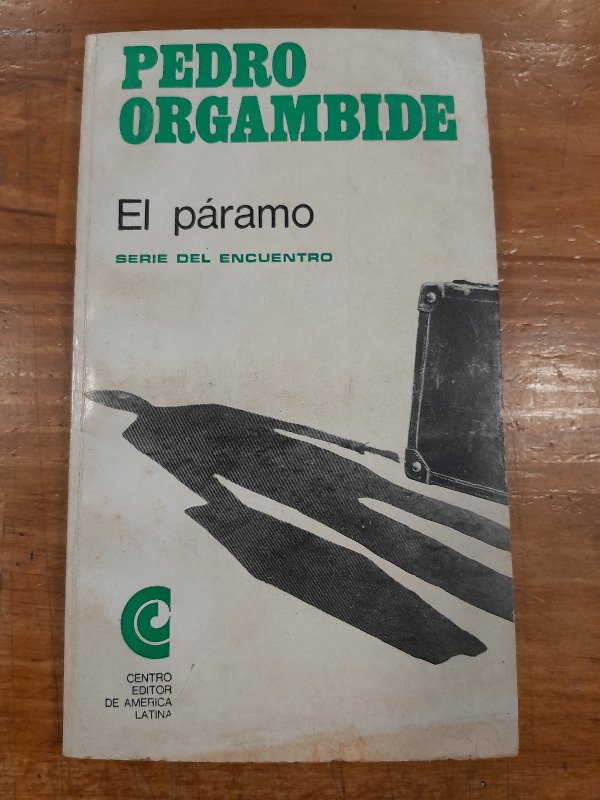 PEDRO
ORGAMBIDE
El páramo
SERIE DEL ENCUENTRO
CENTRO
EDITOR
DE AMERICA
LATINA